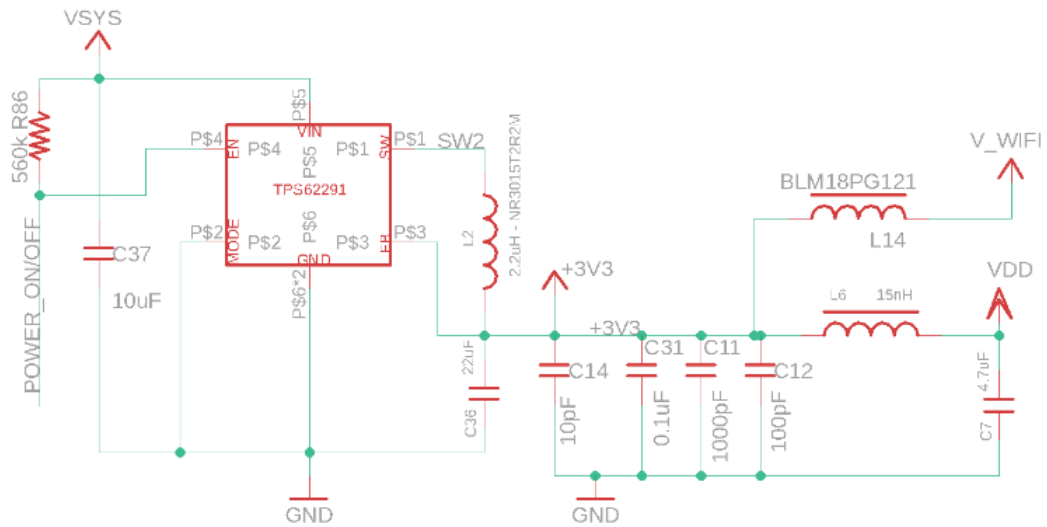 VSYS
560k R86
P$5
VIN
P$4
EN
P$4
P$5
P$1
SW
P$1
SW2
TPS62291
P$2
MODE
P$2
P$6
P$3
FB
P$3
GND
P$6*2
C37
10uF
POWER_ON/OFF
L2
2.2uH - NR3015T2R2M
22uF
C36
GND
+3V3
+3V3
C14
10pF
C31
0.1uF
C11
1000pF
C12
100pF
GND
BLM18PG121
L14
V_WIFI
L6
15nH
VDD
4.7uF
C7